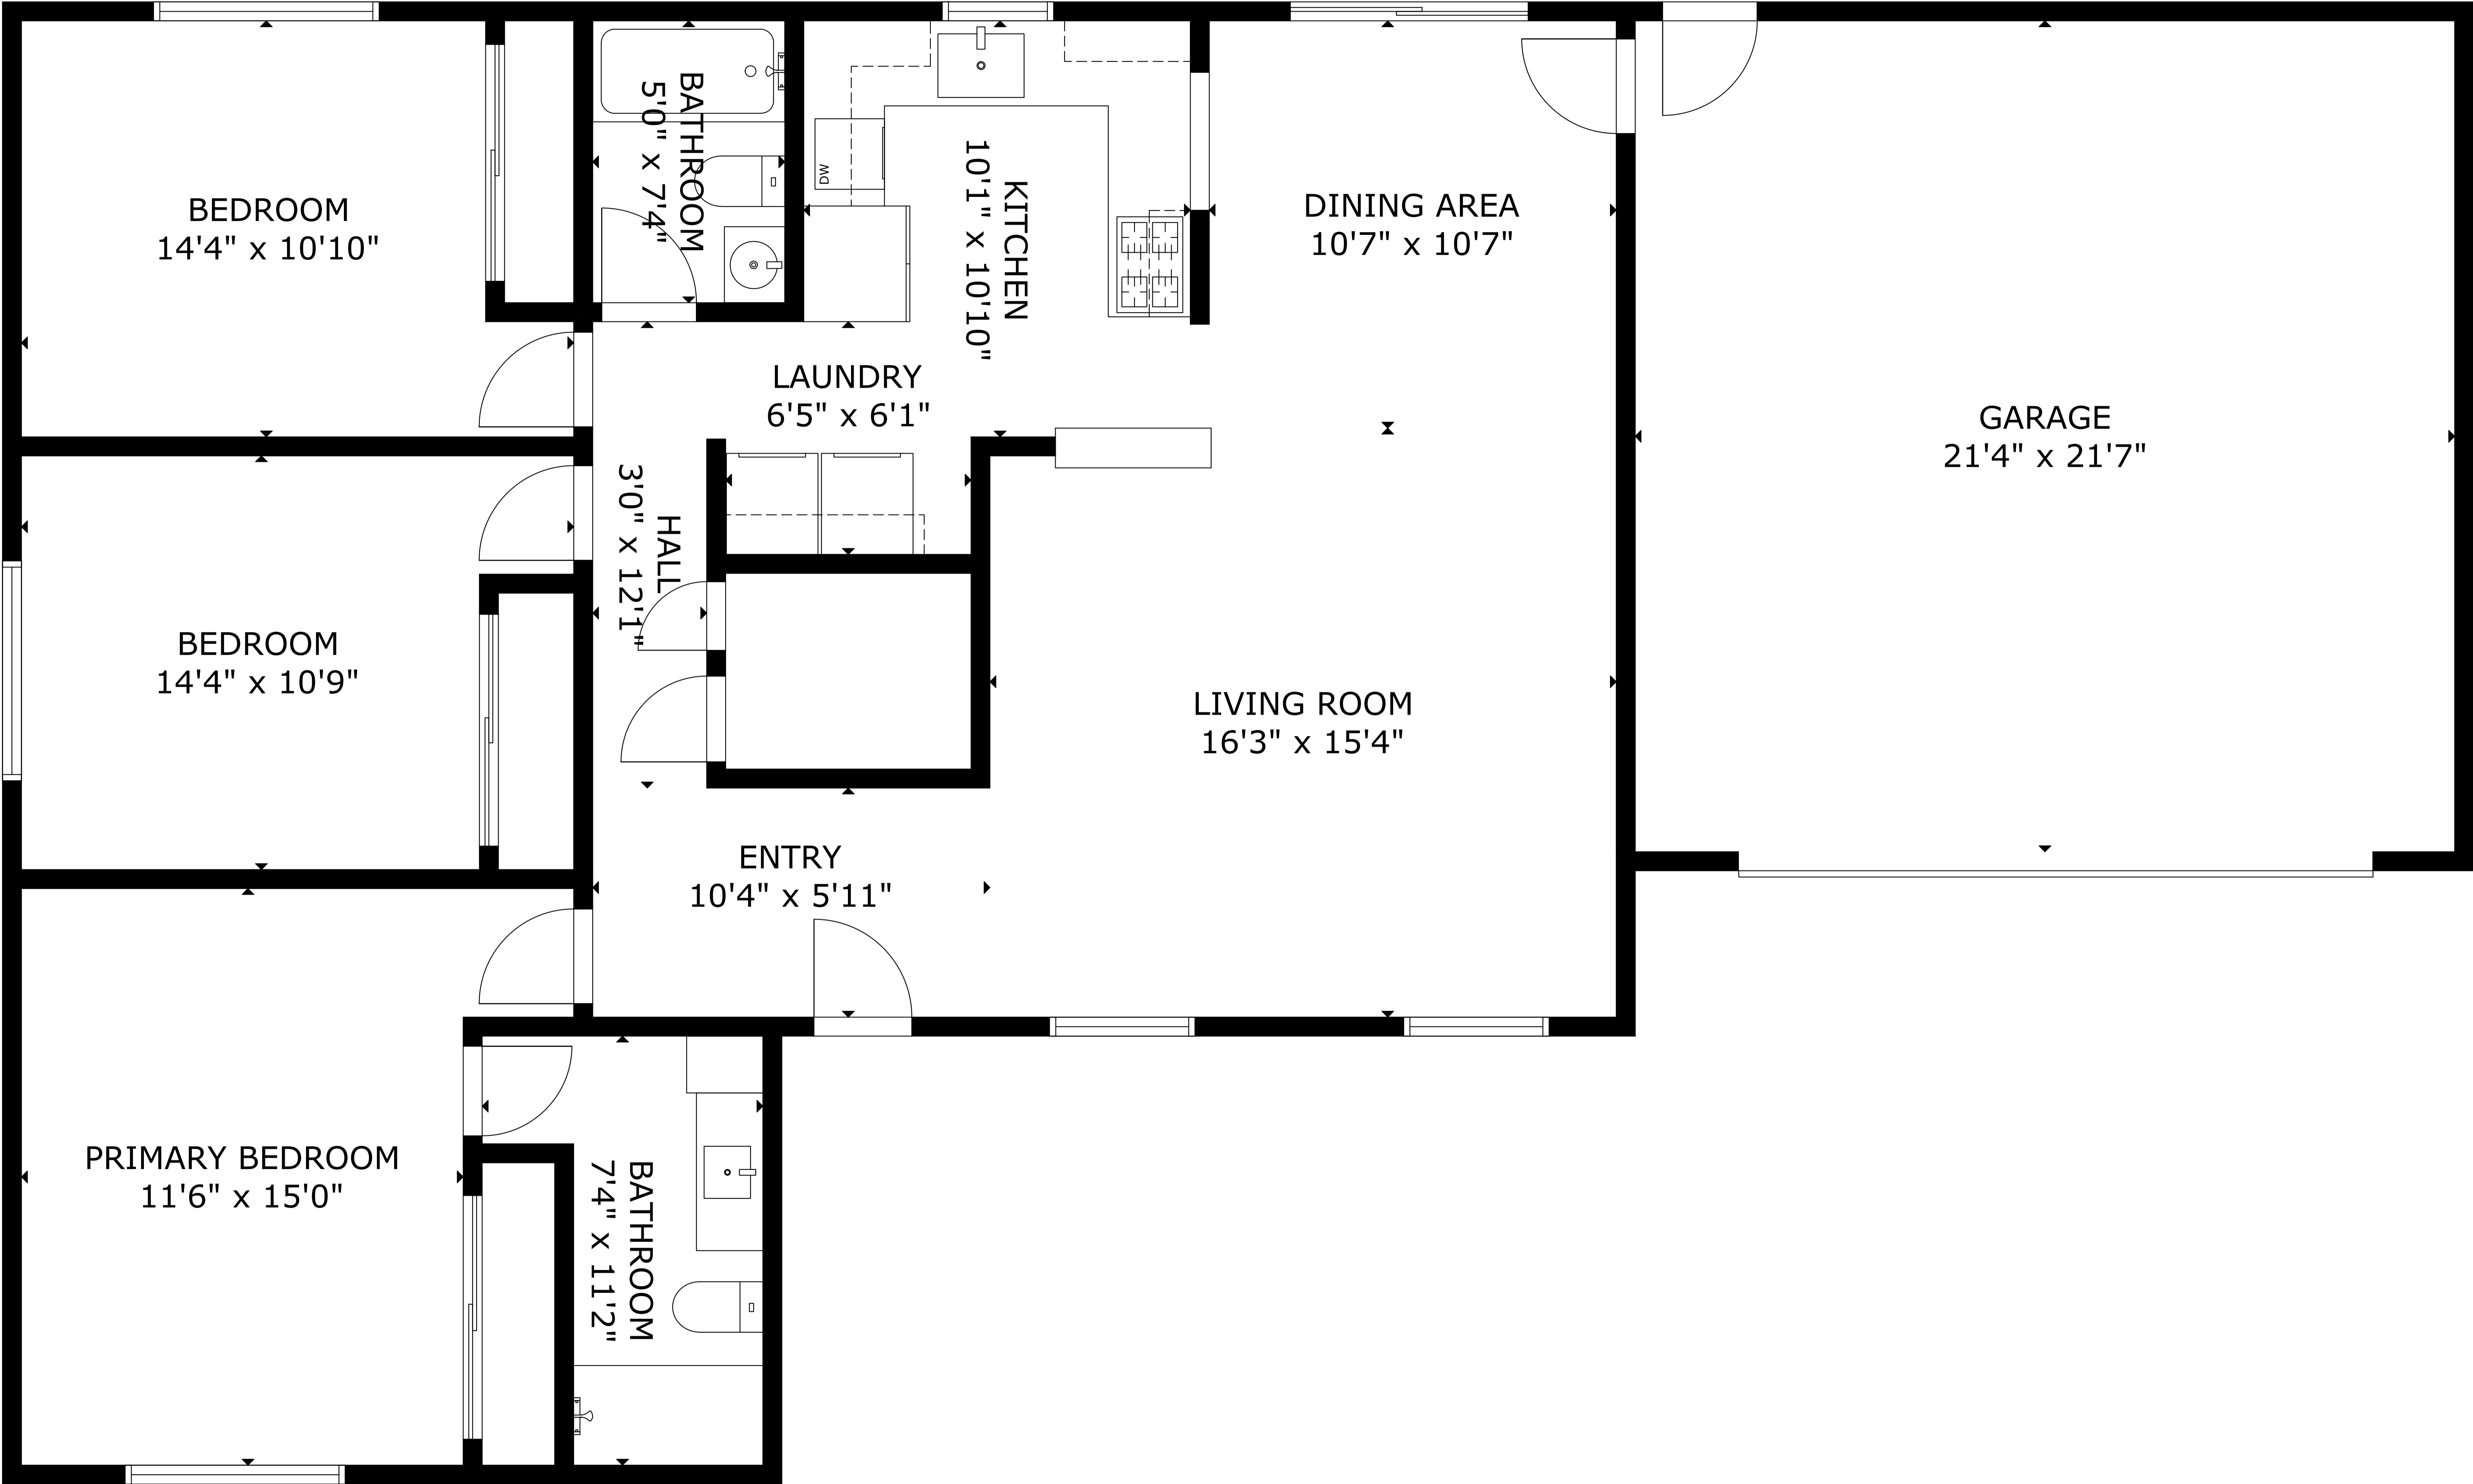 BEDROOM
14'4" x 10'10"
BATHROOM
5'0" x 7'4"
DW
KITCHEN
10'1" x 10'10"
DINING AREA
10'7" x 10'7"
LAUNDRY
6'5" x 6'1"
GARAGE
21'4" x 21'7"
HALL
3'0" x 12'1"
BEDROOM
14'4" x 10'9"
LIVING ROOM
16'3" x 15'4"
ENTRY
10'4" x 5'11"
PRIMARY BEDROOM
11'6" x 15'0"
BATHROOM
7'4" x 11'2"